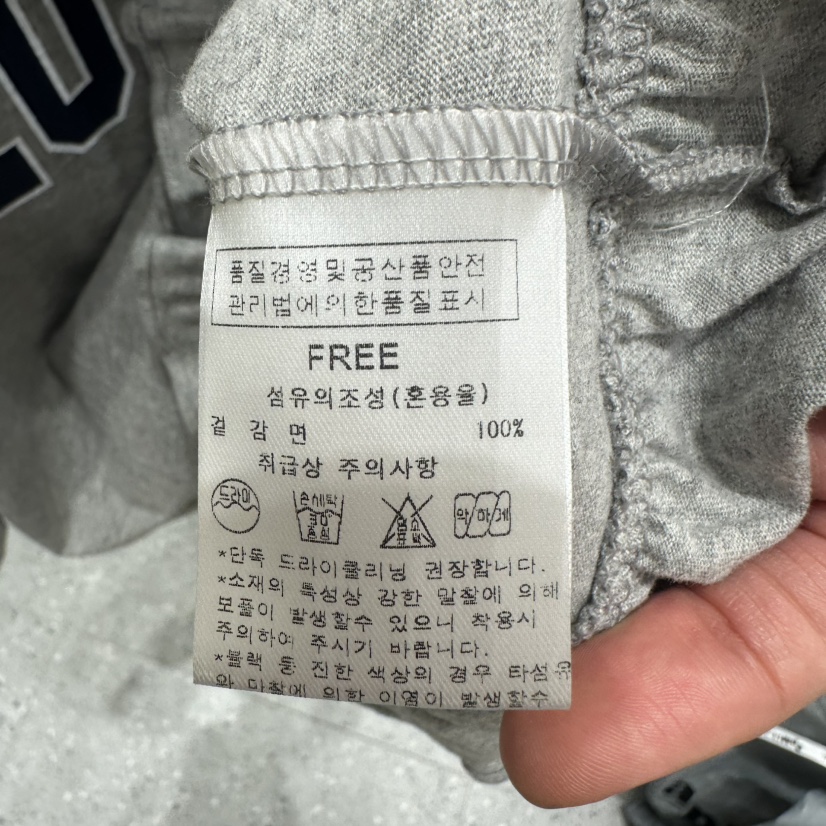 품질경영및공산품안전
관리법에의한품질표시
FREE
섬유의조성(혼용율)
겉 감 면 100%
취급상 주의사항
드라이 손세탁 약하게
*단독 드라이클리닝 권장합니다.
*소재의 특성상 강한 마찰에 의해
보풀이 발생할수 있으니 착용시
주의하여 주시기 바랍니다.
*블랙 등 진한 색상의 경우 타섬유
와 마찰에 의한 이염이 발생할수